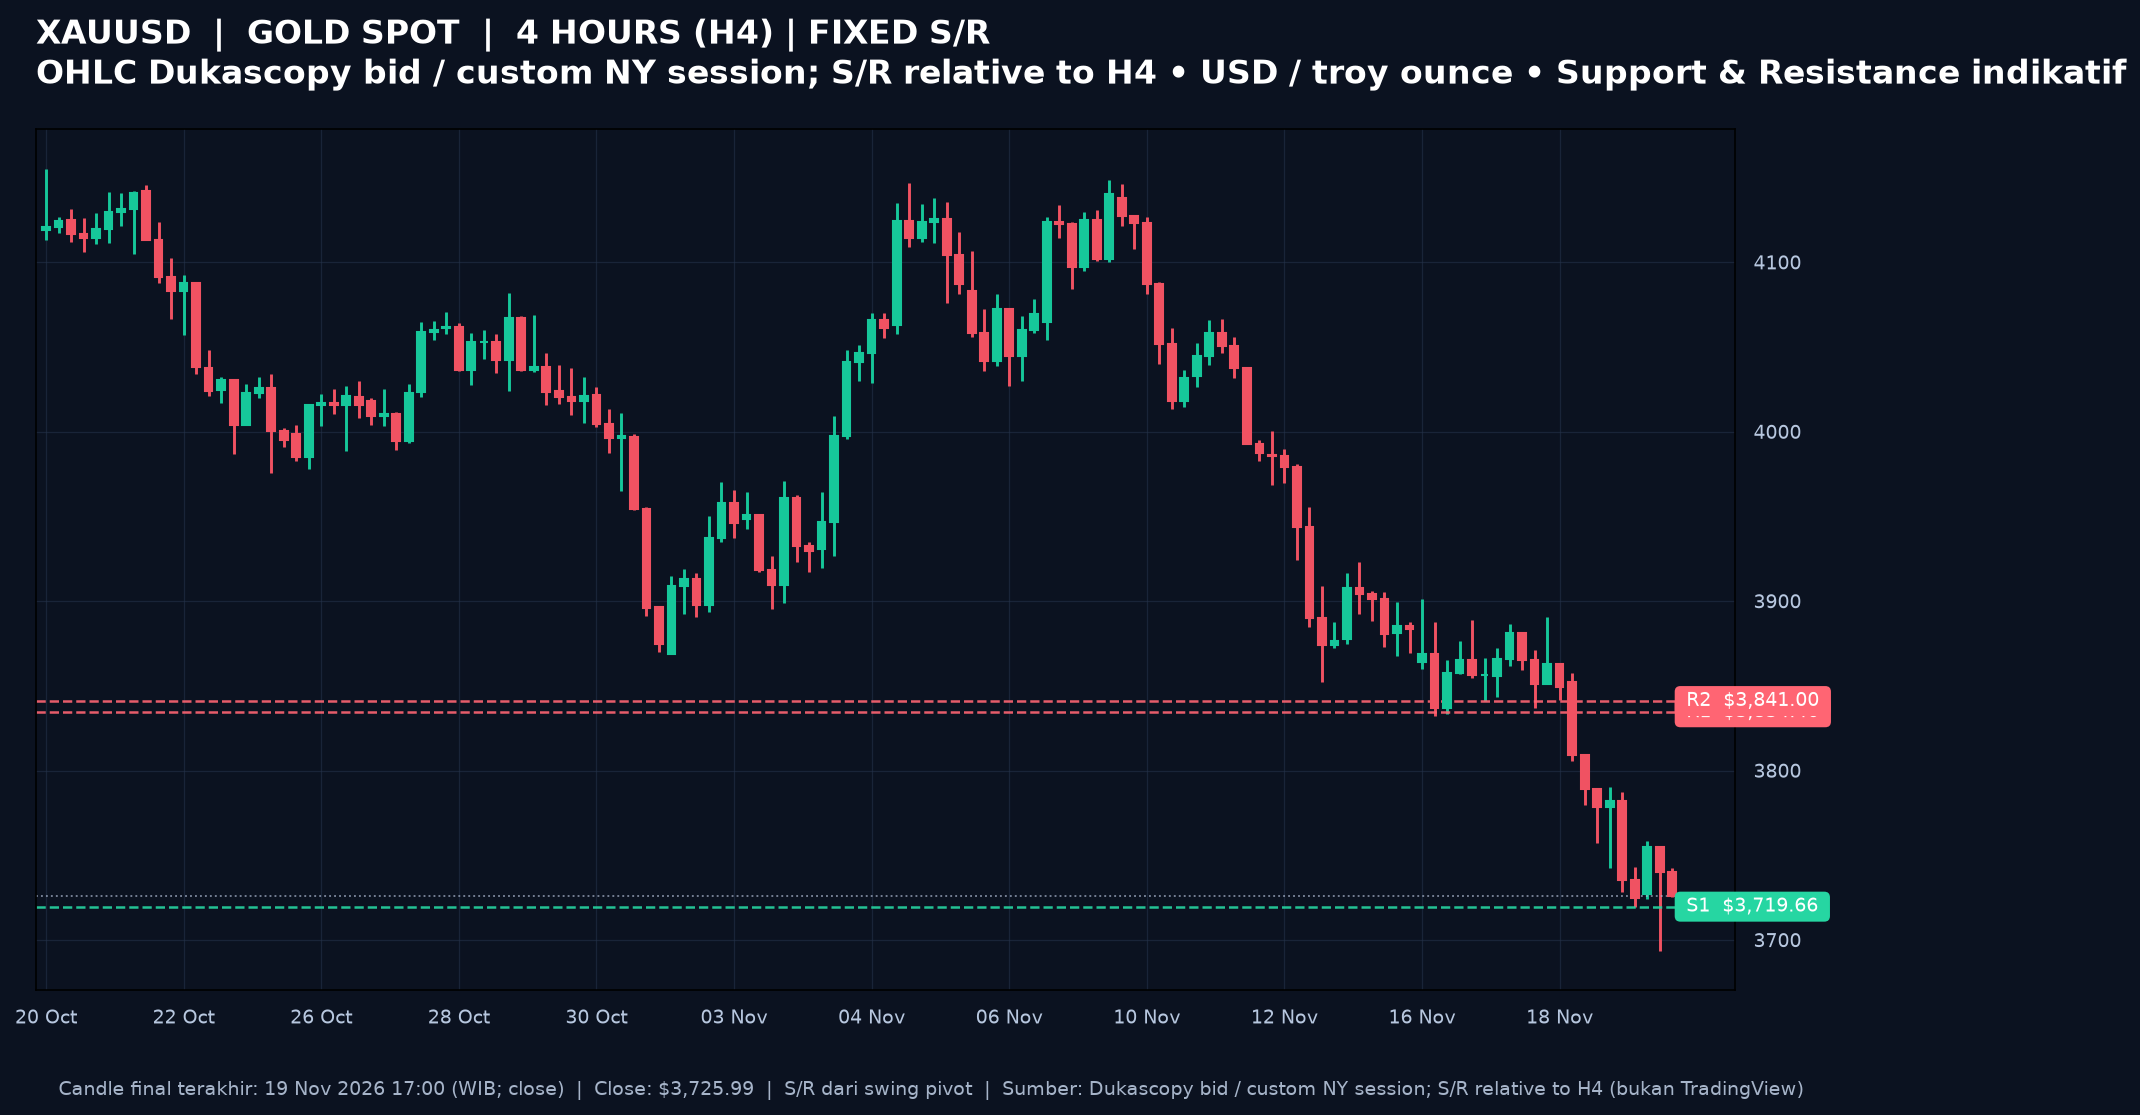 XAUUSD | GOLD SPOT | 4 HOURS (H4) | FIXED S/R
OHLC Dukascopy bid / custom NY session; S/R relative to H4 • USD / troy ounce • Support & Resistance indikatif
4100
4000
3900
R2 $3,841.00
3800
S1 $3,719.66
3700
20 Oct 22 Oct 26 Oct 28 Oct 30 Oct 03 Nov 04 Nov 06 Nov 10 Nov 12 Nov 16 Nov 18 Nov
Candle final terakhir: 19 Nov 2026 17:00 (WIB; close) | Close: $3,725.99 | S/R dari swing pivot | Sumber: Dukascopy bid / custom NY session; S/R relative to H4 (bukan TradingView)